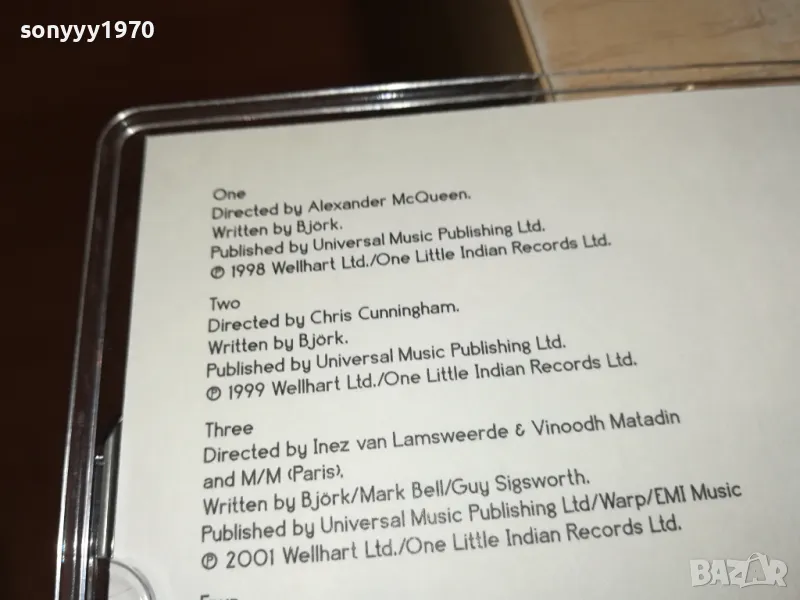 sonyyy1970
One
Directed by Alexander McQueen.
Written by Björk.
Published by Universal Music Publishing Ltd.
℗ 1998 Wellhart Ltd./One Little Indian Records Ltd.
Two
Directed by Chris Cunningham.
Written by Björk.
Published by Universal Music Publishing Ltd.
℗ 1999 Wellhart Ltd./One Little Indian Records Ltd.
Three
Directed by Inez van Lamsweerde & Vinoodh Matadin
and M/M (Paris),
Written by Björk/Mark Bell/Guy Sigsworth.
Published by Universal Music Publishing Ltd/Warp/EMI Music
℗ 2001 Wellhart Ltd./One Little Indian Records Ltd.
BAZAR